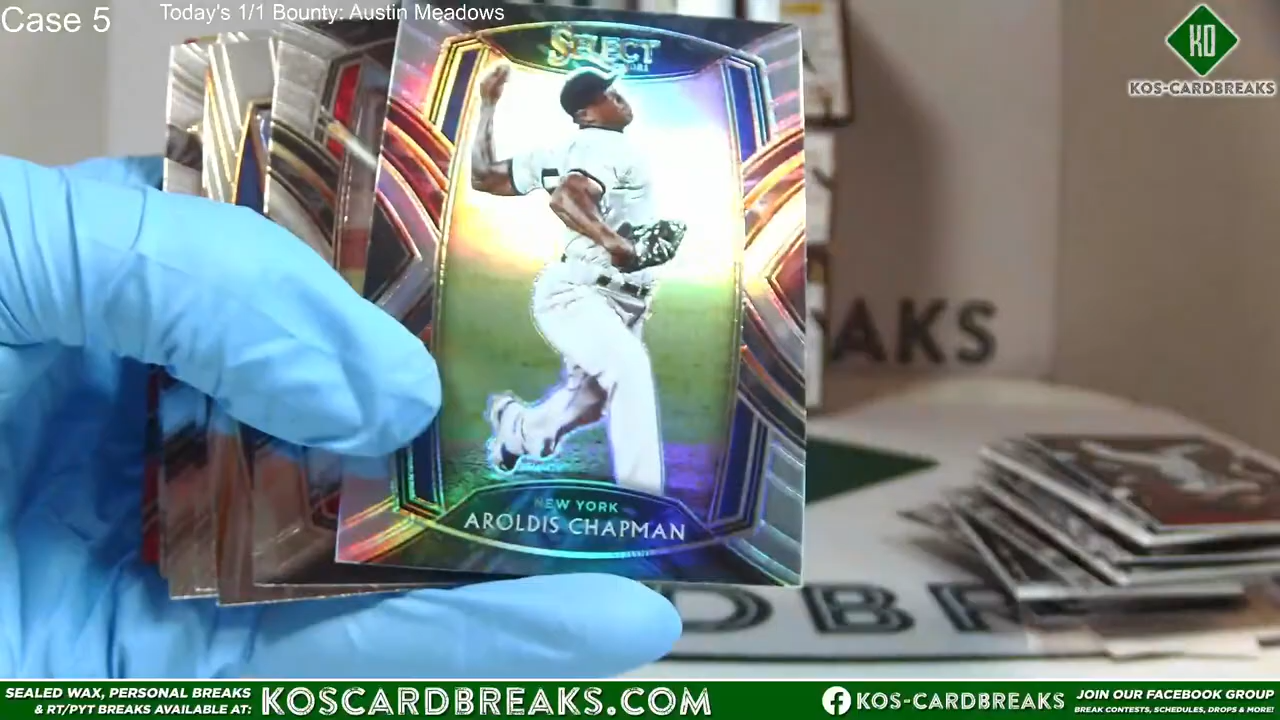 Case 5
Today's 1/1 Bounty: Austin Meadows
KO
KOS-CARDBREAKS
SELECT
AKS
NEW YORK
AROLDIS CHAPMAN
DBR
SEALED WAX, PERSONAL BREAKS
& RT/PYT BREAKS AVAILABLE AT:
KOSCARDBREAKS.COM
KOS-CARDBREAKS
JOIN OUR FACEBOOK GROUP
BREAK CONTESTS, SCHEDULES, DROPS & MORE!